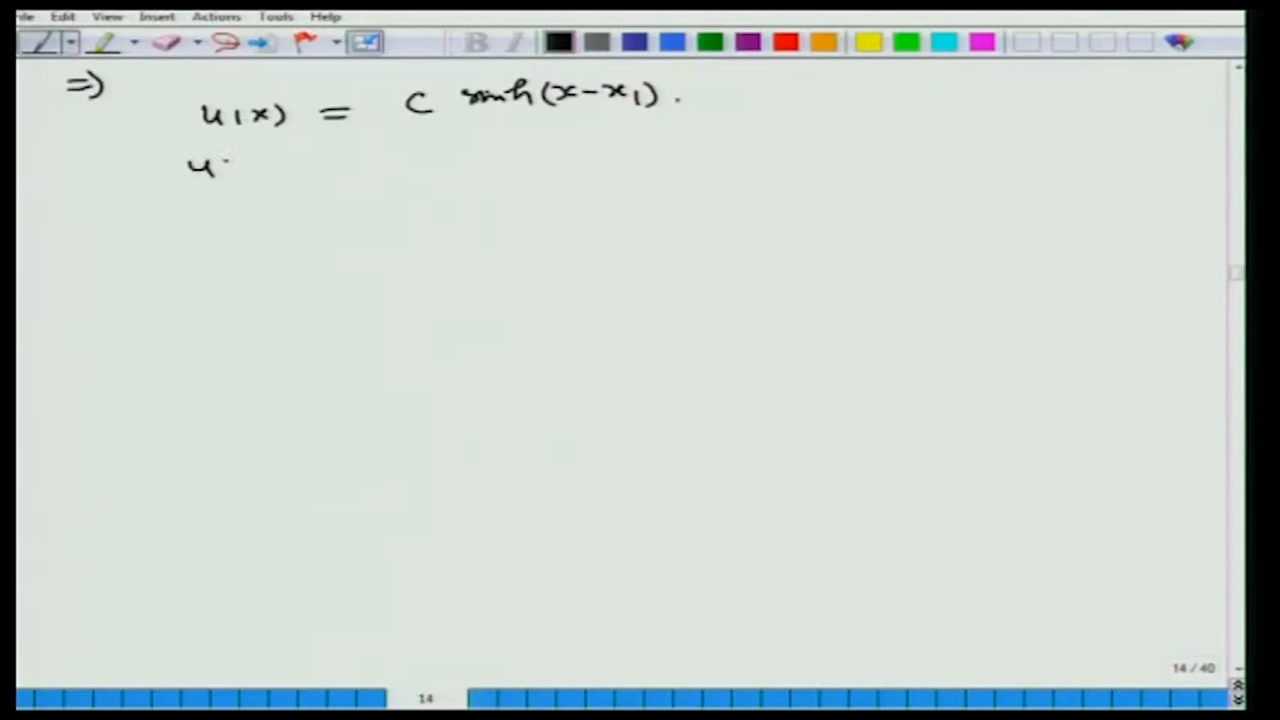 File Edit View Insert Actions Tools Help
B I
⇒) u(x) = C sinh(x-x₁).
u
14 / 40
14